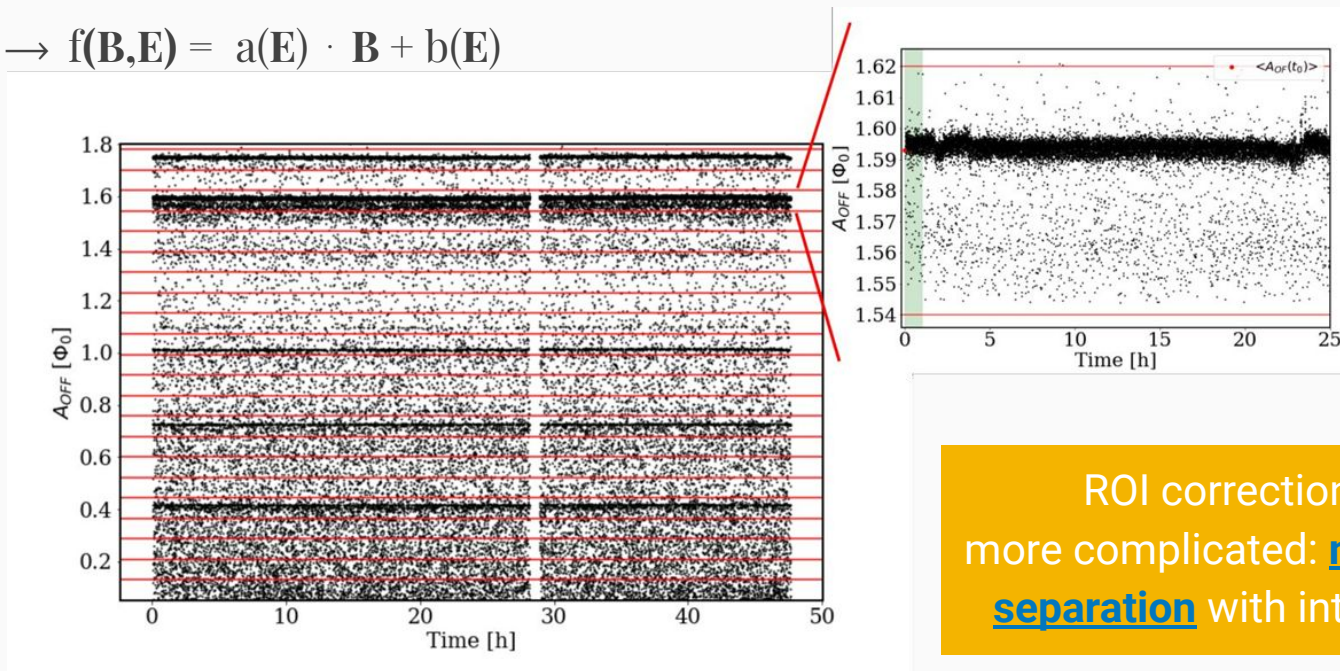 → f(B,E) = a(E) · B + b(E)
1.8
1.6
1.4
1.2
1.0
0.8
0.6
0.4
0.2
A_OFF [Φ₀]
0 10 20 30 40 50
Time [h]
1.62
1.61
1.60
1.59
1.58
1.57
1.56
1.55
1.54
A_OFF [Φ₀]
<A_OF(t₀)>
0 5 10 15 20 25
Time [h]
ROI correction
more complicated:
separation with int